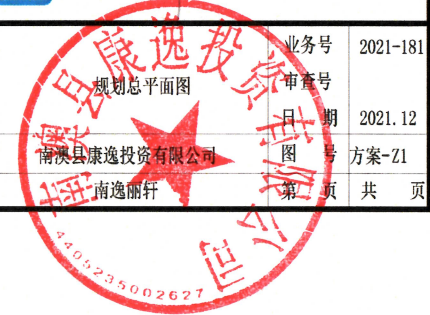 业务号 2021-181
规划总平面图 审查号
日 期 2021.12
南澳县康逸投资有限公司 图 号 方案-Z1
南逸丽轩 第 页 共 页
南澳县康逸投资有限公司
4405235002627